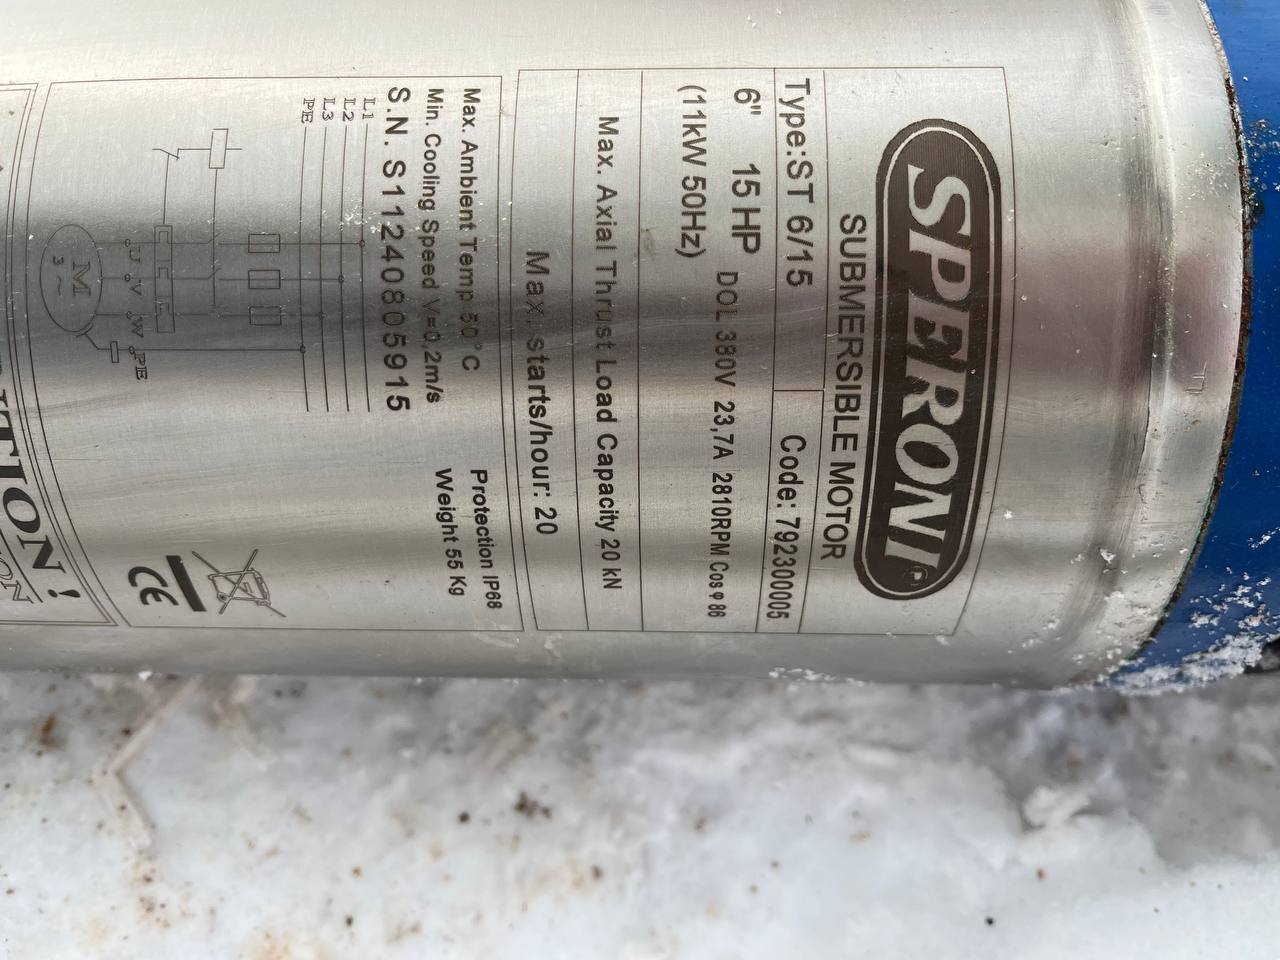 SPERONI
SUBMERSIBLE MOTOR
Type:ST 6/15 Code: 792300005
6" 15 HP DOL 380V 23,7A 2810RPM Cos φ 86
(11kW 50Hz)
Max. Axial Thrust Load Capacity 20 kN
Max. starts/hour: 20
Max. Ambient Temp 50°C Protection IP68
Min. Cooling Speed V=0.2m/s Weight 55 Kg
S.N. S11240805915
L1
L2
L3
PE
U V W PE
M
3~
CE
TION !